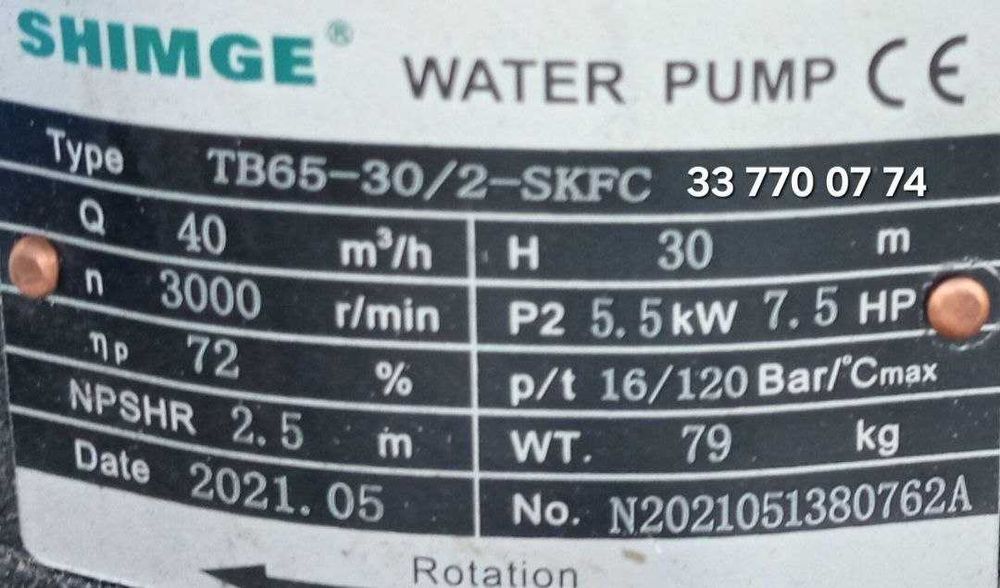 SHIMGE® WATER PUMP CE
Type TB65-30/2-SKFC 33 770 07 74
Q 40 m³/h H 30 m
n 3000 r/min P2 5.5 kW 7.5 HP
ηp 72 % p/t 16/120 Bar/℃max
NPSHR 2.5 m WT. 79 kg
Date 2021.05 No. N2021051380762A
Rotation